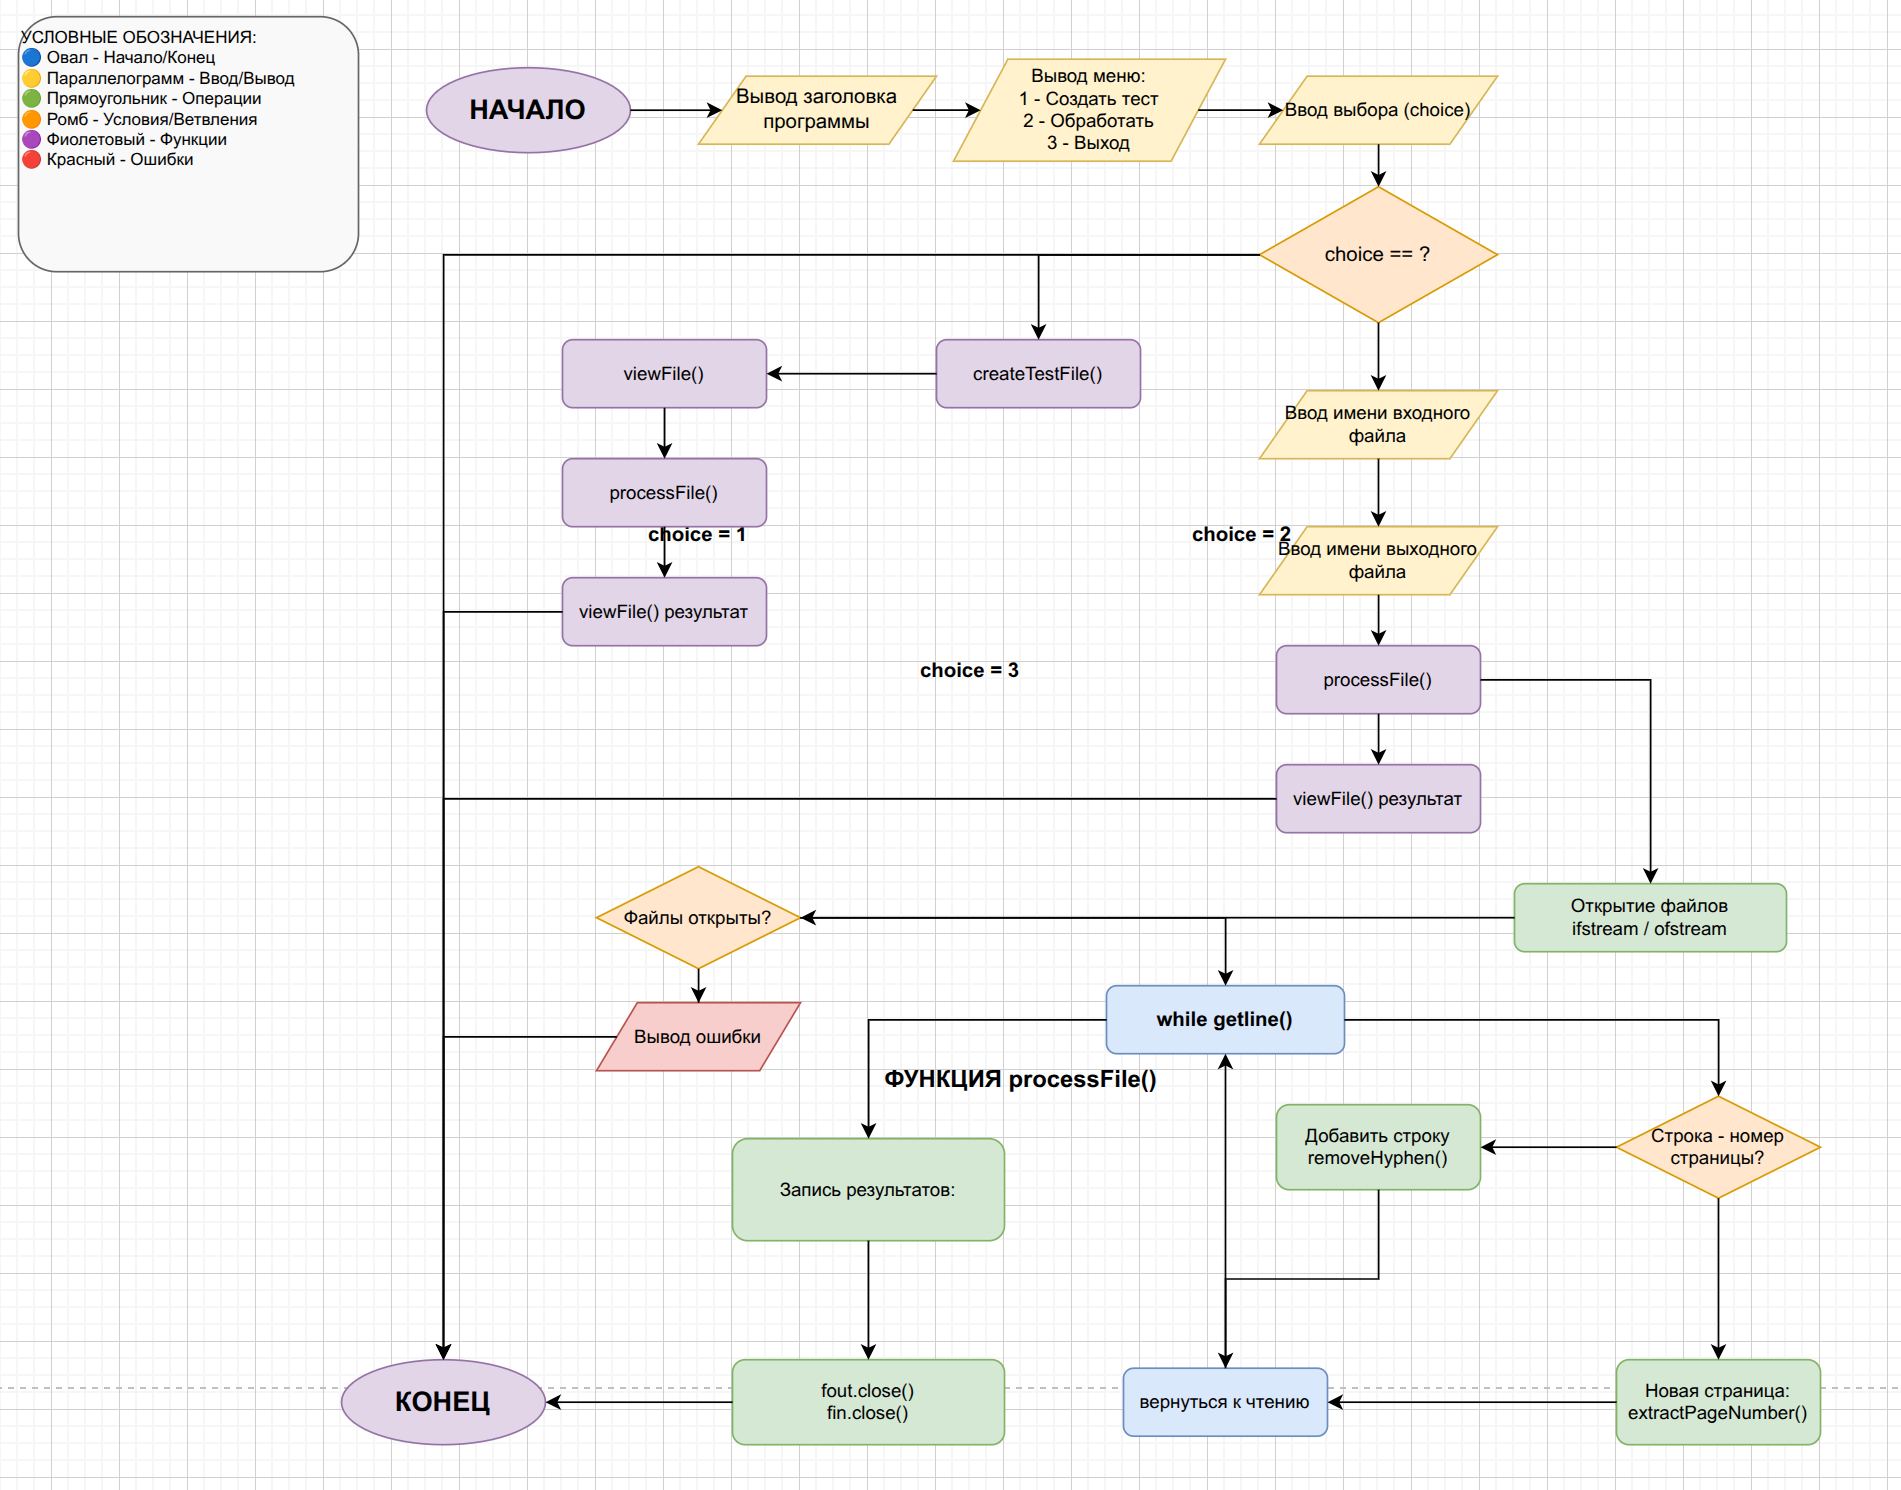 УСЛОВНЫЕ ОБОЗНАЧЕНИЯ:
Овал - Начало/Конец
Параллелограмм - Ввод/Вывод
Прямоугольник - Операции
Ромб - Условия/Ветвления
Фиолетовый - Функции
Красный - Ошибки
НАЧАЛО
Вывод заголовка
программы
Вывод меню:
1 - Создать тест
2 - Обработать
3 - Выход
Ввод выбора (choice)
choice == ?
viewFile()
createTestFile()
Ввод имени входного
файла
processFile()
choice = 1
choice = 2
Ввод имени выходного
файла
viewFile() результат
choice = 3
processFile()
viewFile() результат
Файлы открыты?
Открытие файлов
ifstream / ofstream
Вывод ошибки
while getline()
ФУНКЦИЯ processFile()
Добавить строку
removeHyphen()
Строка - номер
страницы?
Запись результатов:
КОНЕЦ
fout.close()
fin.close()
вернуться к чтению
Новая страница:
extractPageNumber()